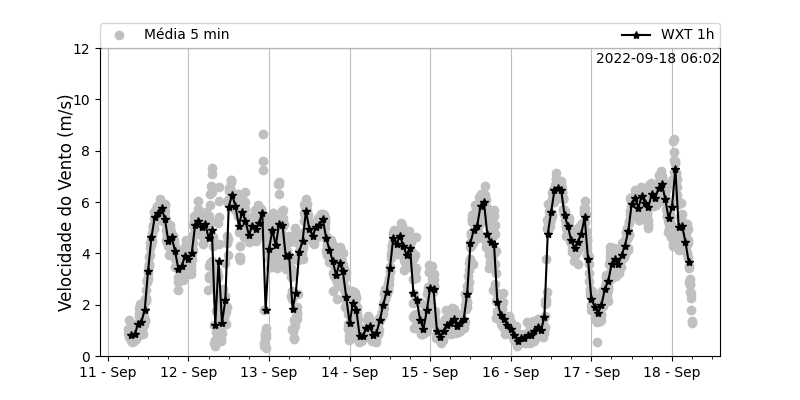 Média 5 min
WXT 1h
2022-09-18 06:02
Velocidade do Vento (m/s)
12
10
8
6
4
2
0
11 - Sep
12 - Sep
13 - Sep
14 - Sep
15 - Sep
16 - Sep
17 - Sep
18 - Sep